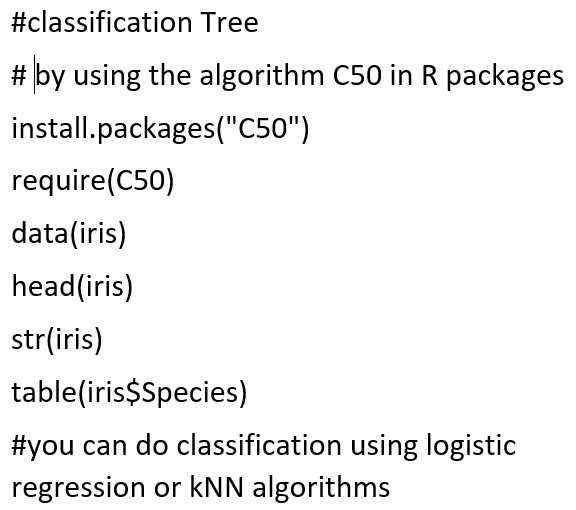 #classification Tree
# by using the algorithm C50 in R packages
install.packages("C50")
require(C50)
data(iris)
head(iris)
str(iris)
table(iris$Species)
#you can do classification using logistic
regression or kNN algorithms